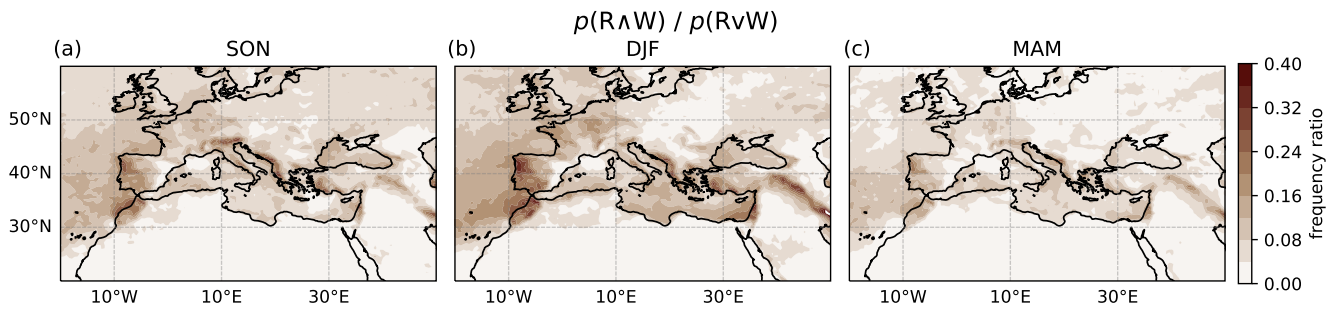 p(R∧W) / p(R∨W)
(a) SON (b) DJF (c) MAM
50°N
40°N
30°N
10°W 10°E 30°E 10°W 10°E 30°E 10°W 10°E 30°E
0.40
0.32
0.24
0.16
0.08
0.00
frequency ratio